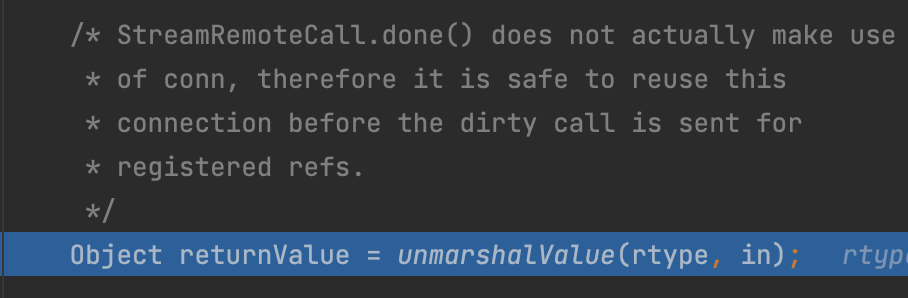 /* StreamRemoteCall.done() does not actually make use
* of conn, therefore it is safe to reuse this
* connection before the dirty call is sent for
* registered refs.
*/
Object returnValue = unmarshalValue(rtype, in);